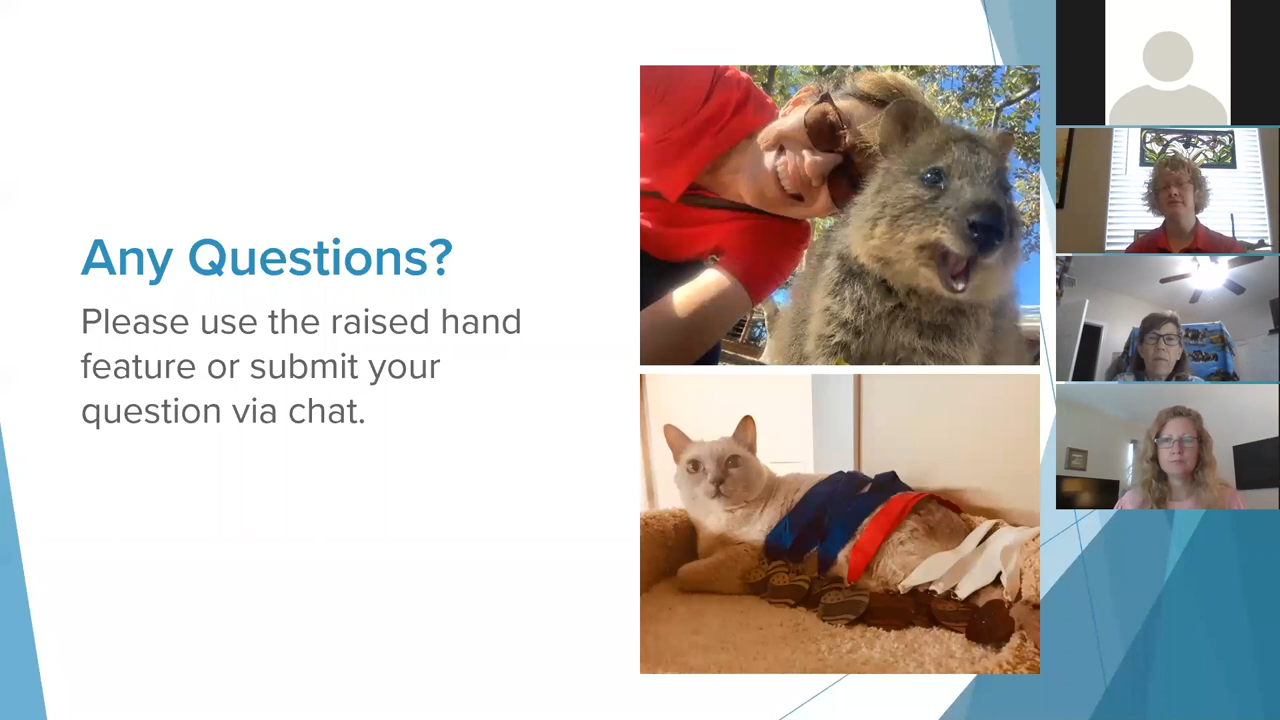 Any Questions?
Please use the raised hand
feature or submit your
question via chat.